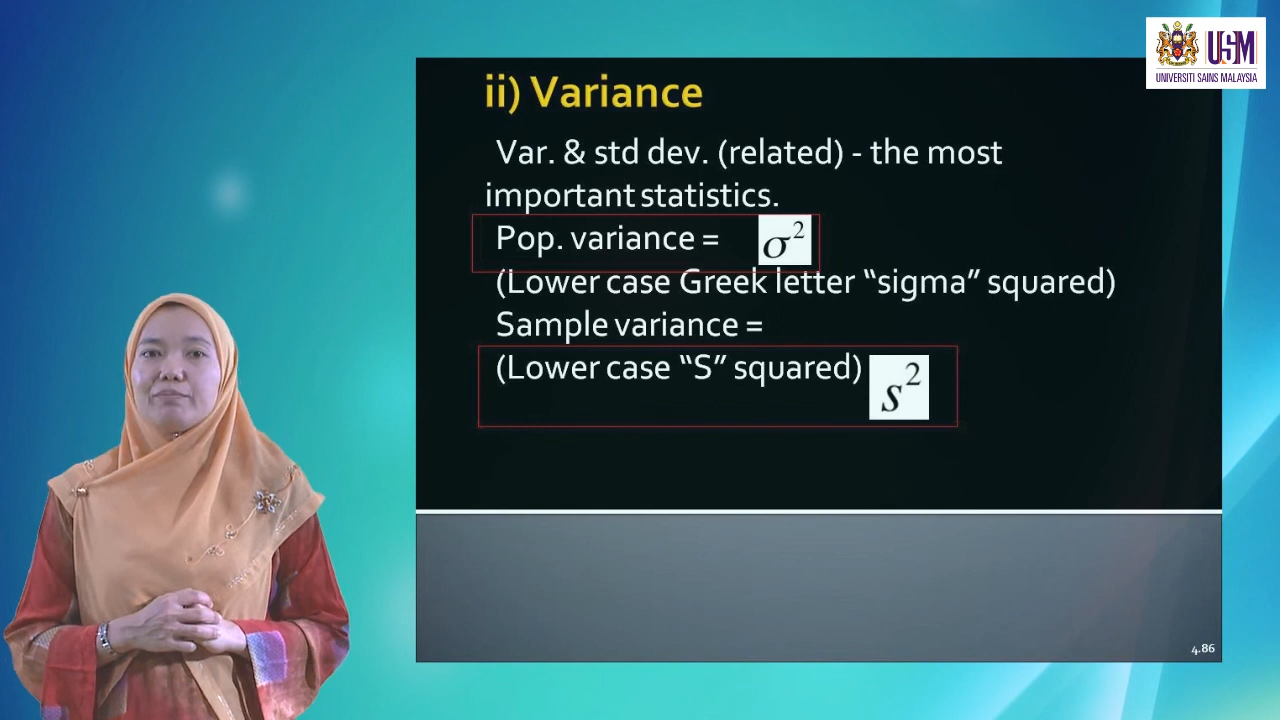 USM
UNIVERSITI SAINS MALAYSIA
ii) Variance
Var. & std dev. (related) - the most
important statistics.
Pop. variance = σ²
(Lower case Greek letter “sigma” squared)
Sample variance =
(Lower case “S” squared) s²
4.86